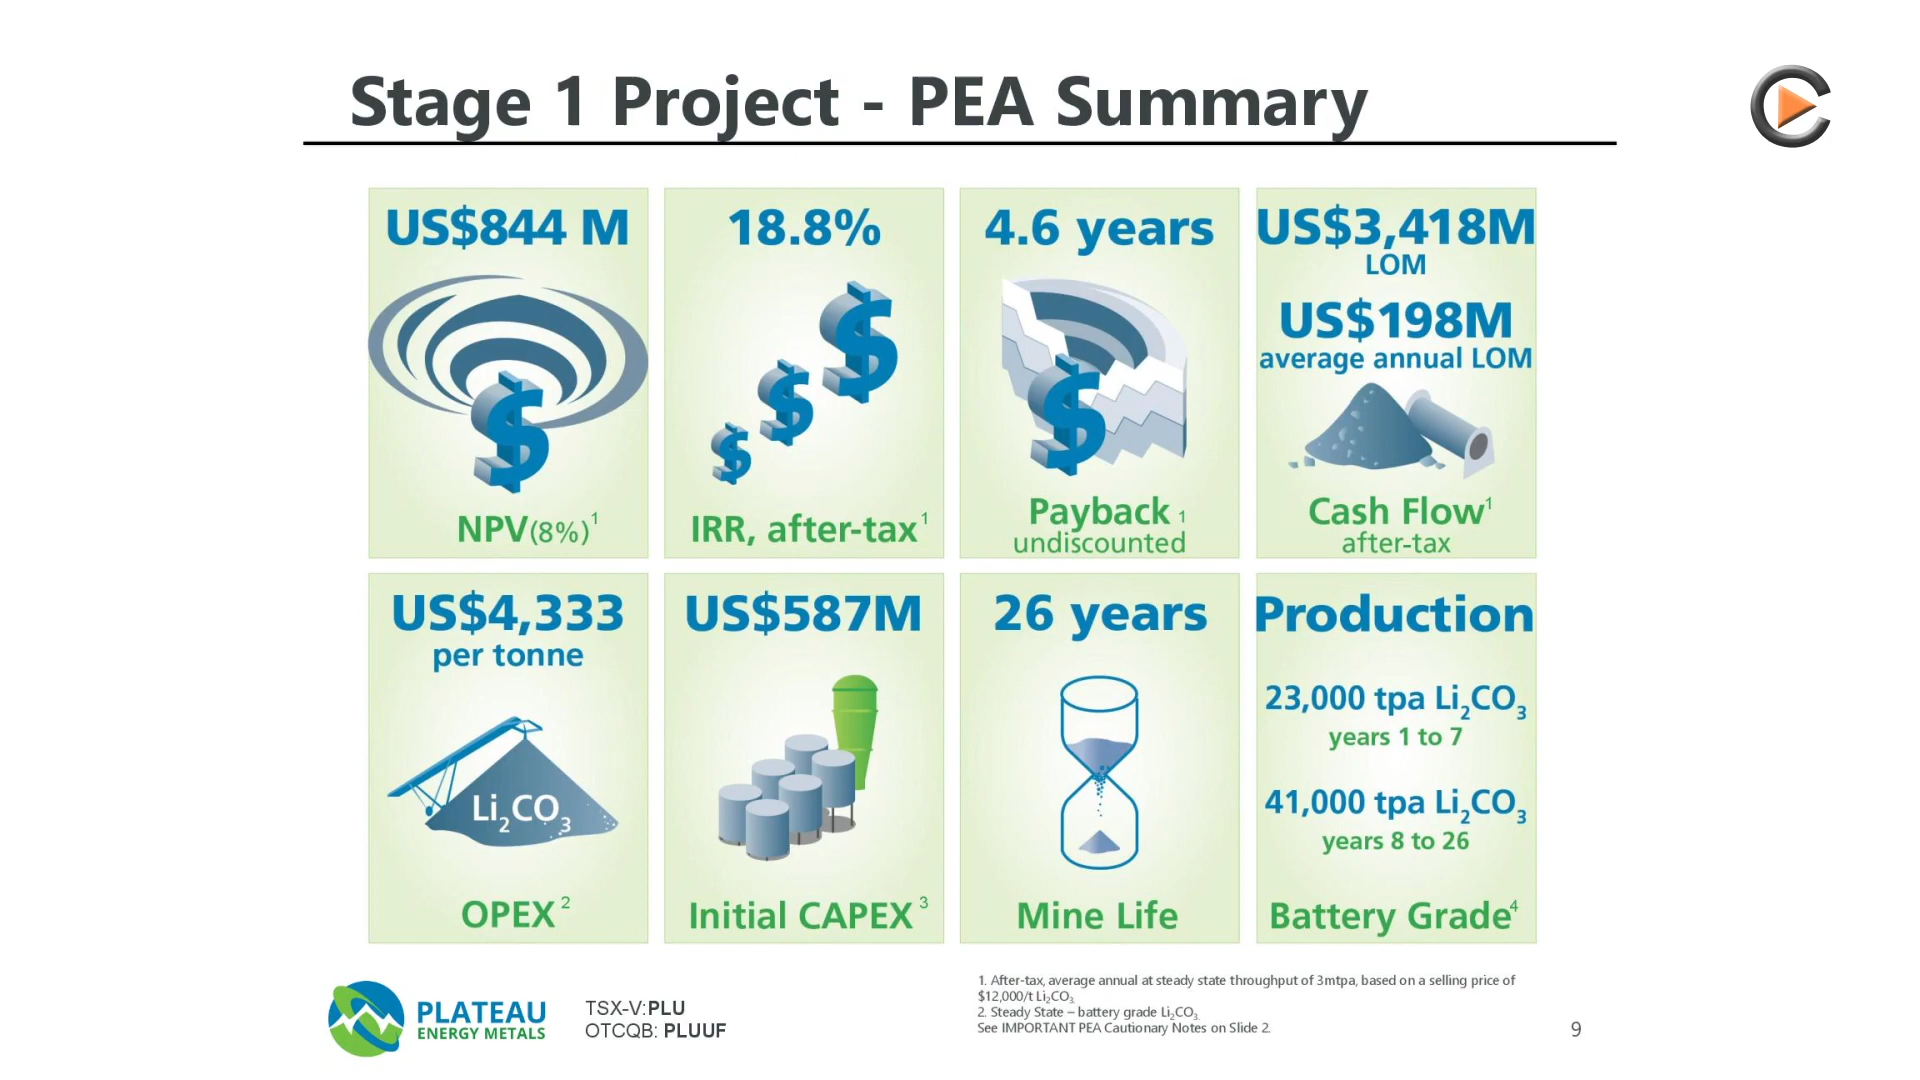 Stage 1 Project - PEA Summary
US$844 M
NPV(8%)1
18.8%
IRR, after-tax1
4.6 years
Payback 1
undiscounted
US$3,418M
LOM
US$198M
average annual LOM
Cash Flow1
after-tax
US$4,333
per tonne
Li2CO3
OPEX 2
US$587M
Initial CAPEX 3
26 years
Mine Life
Production
23,000 tpa Li2CO3
years 1 to 7
41,000 tpa Li2CO3
years 8 to 26
Battery Grade4
PLATEAU
ENERGY METALS
TSX-V:PLU
OTCQB: PLUUF
1. After-tax, average annual at steady state throughput of 3mtpa, based on a selling price of
$12,000/t Li2CO3.
2. Steady State – battery grade Li2CO3.
See IMPORTANT PEA Cautionary Notes on Slide 2.
9